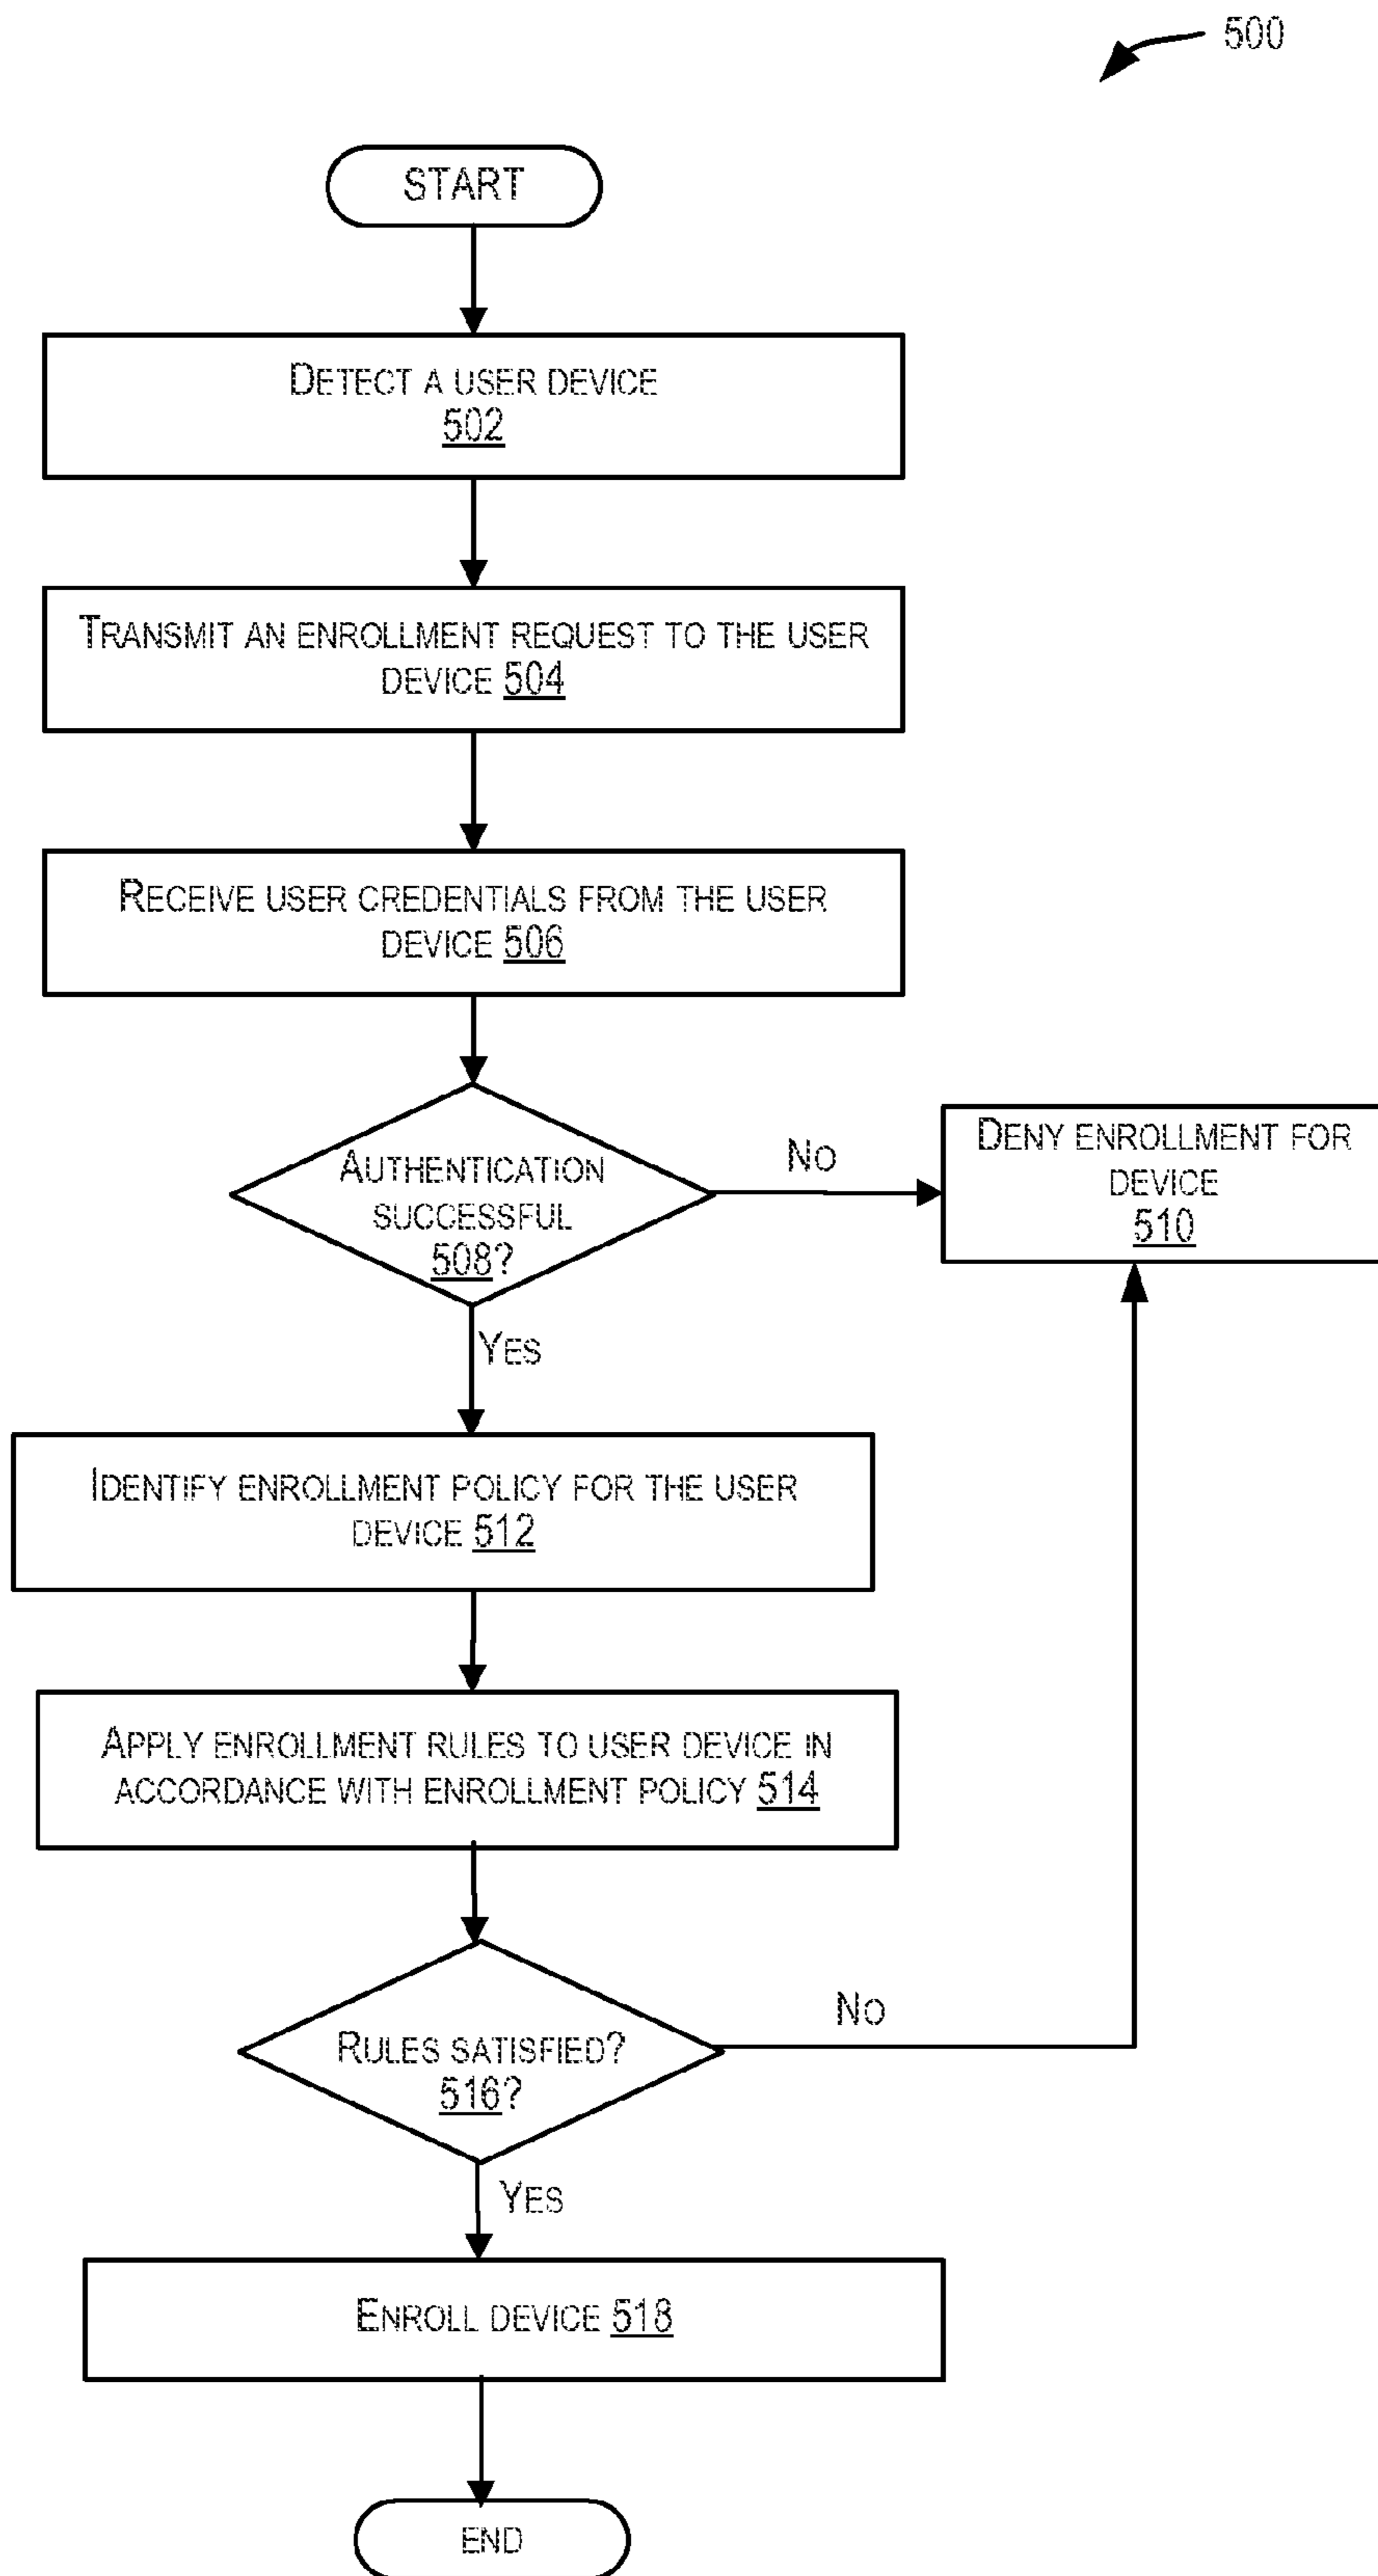 500
START
DETECT A USER DEVICE
502
TRANSMIT AN ENROLLMENT REQUEST TO THE USER
DEVICE 504
RECEIVE USER CREDENTIALS FROM THE USER
DEVICE 506
AUTHENTICATION
SUCCESSFUL
508?
NO
DENY ENROLLMENT FOR
DEVICE
510
YES
IDENTIFY ENROLLMENT POLICY FOR THE USER
DEVICE 512
APPLY ENROLLMENT RULES TO USER DEVICE IN
ACCORDANCE WITH ENROLLMENT POLICY 514
RULES SATISFIED?
516?
NO
YES
ENROLL DEVICE 518
END